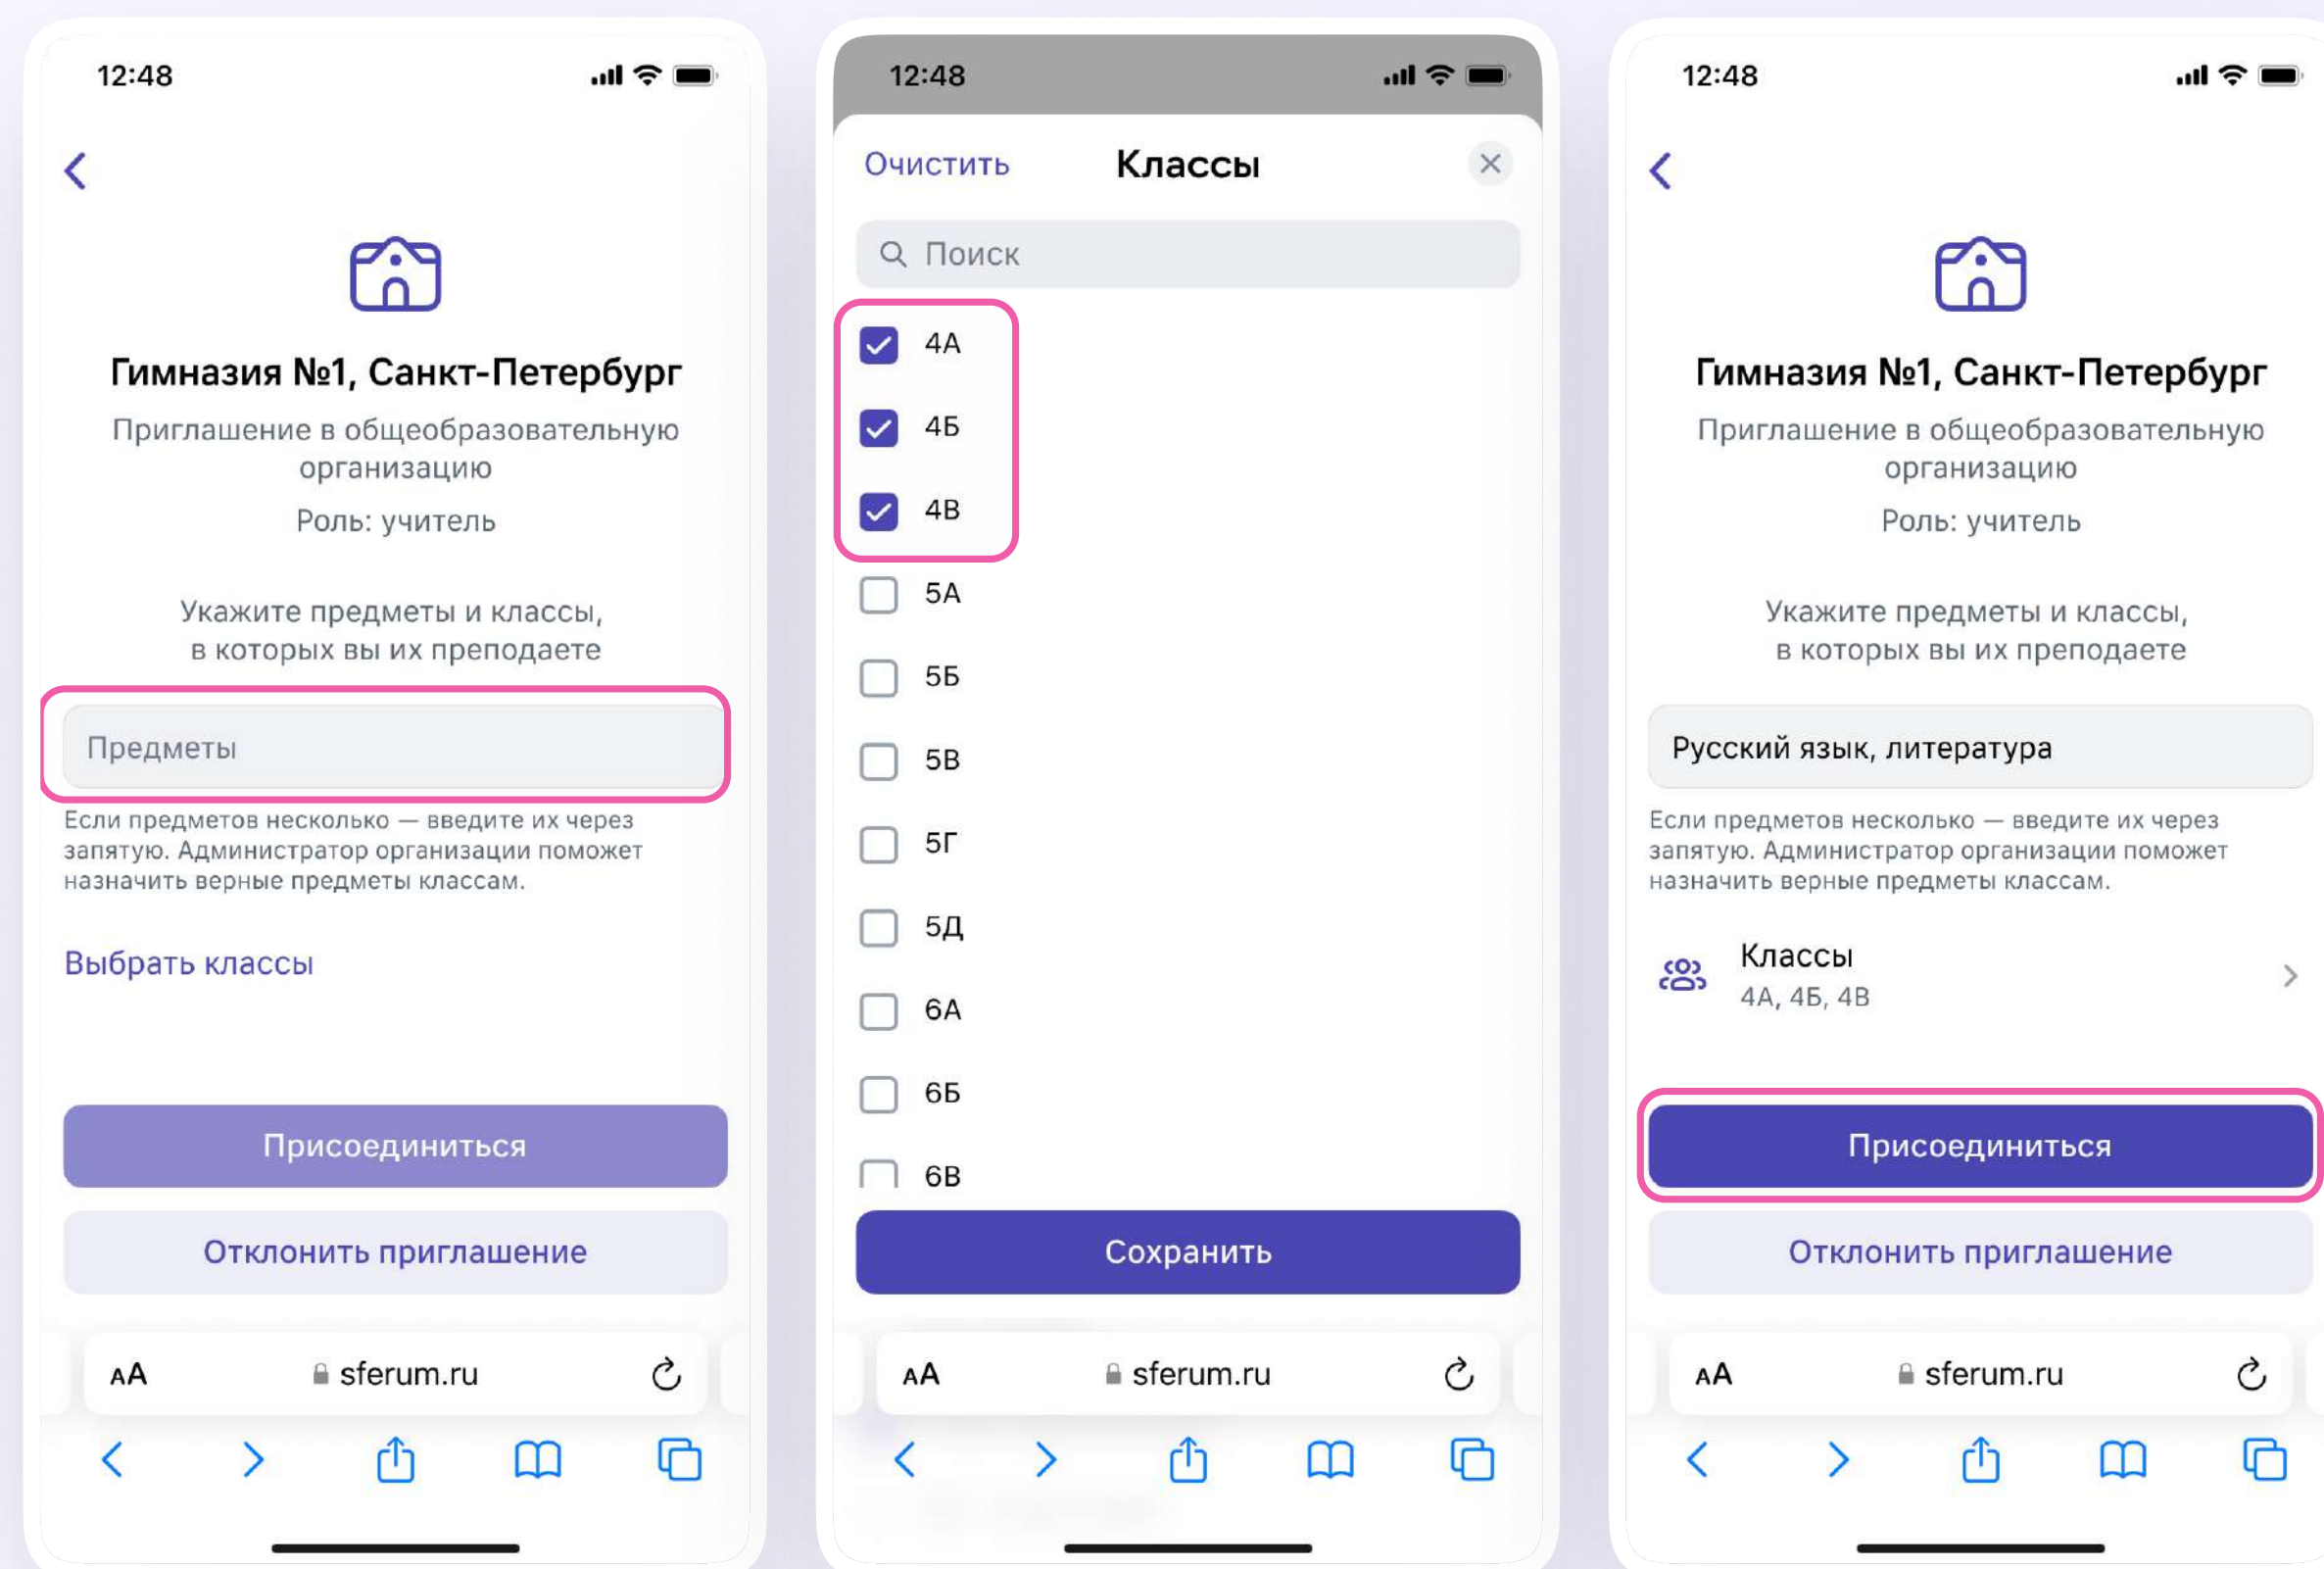 12:48
Гимназия №1, Санкт-Петербург
Приглашение в общеобразовательную
организацию
Роль: учитель
Укажите предметы и классы,
в которых вы их преподаете
Предметы
Если предметов несколько — введите их через
запятую. Администратор организации поможет
назначить верные предметы классам.
Выбрать классы
Присоединиться
Отклонить приглашение
AA sferum.ru
12:48
Очистить Классы
Поиск
4А
4Б
4В
5А
5Б
5В
5Г
5Д
6А
6Б
6В
Сохранить
AA sferum.ru
12:48
Гимназия №1, Санкт-Петербург
Приглашение в общеобразовательную
организацию
Роль: учитель
Укажите предметы и классы,
в которых вы их преподаете
Русский язык, литература
Если предметов несколько — введите их через
запятую. Администратор организации поможет
назначить верные предметы классам.
Классы
4А, 4Б, 4В
Присоединиться
Отклонить приглашение
AA sferum.ru